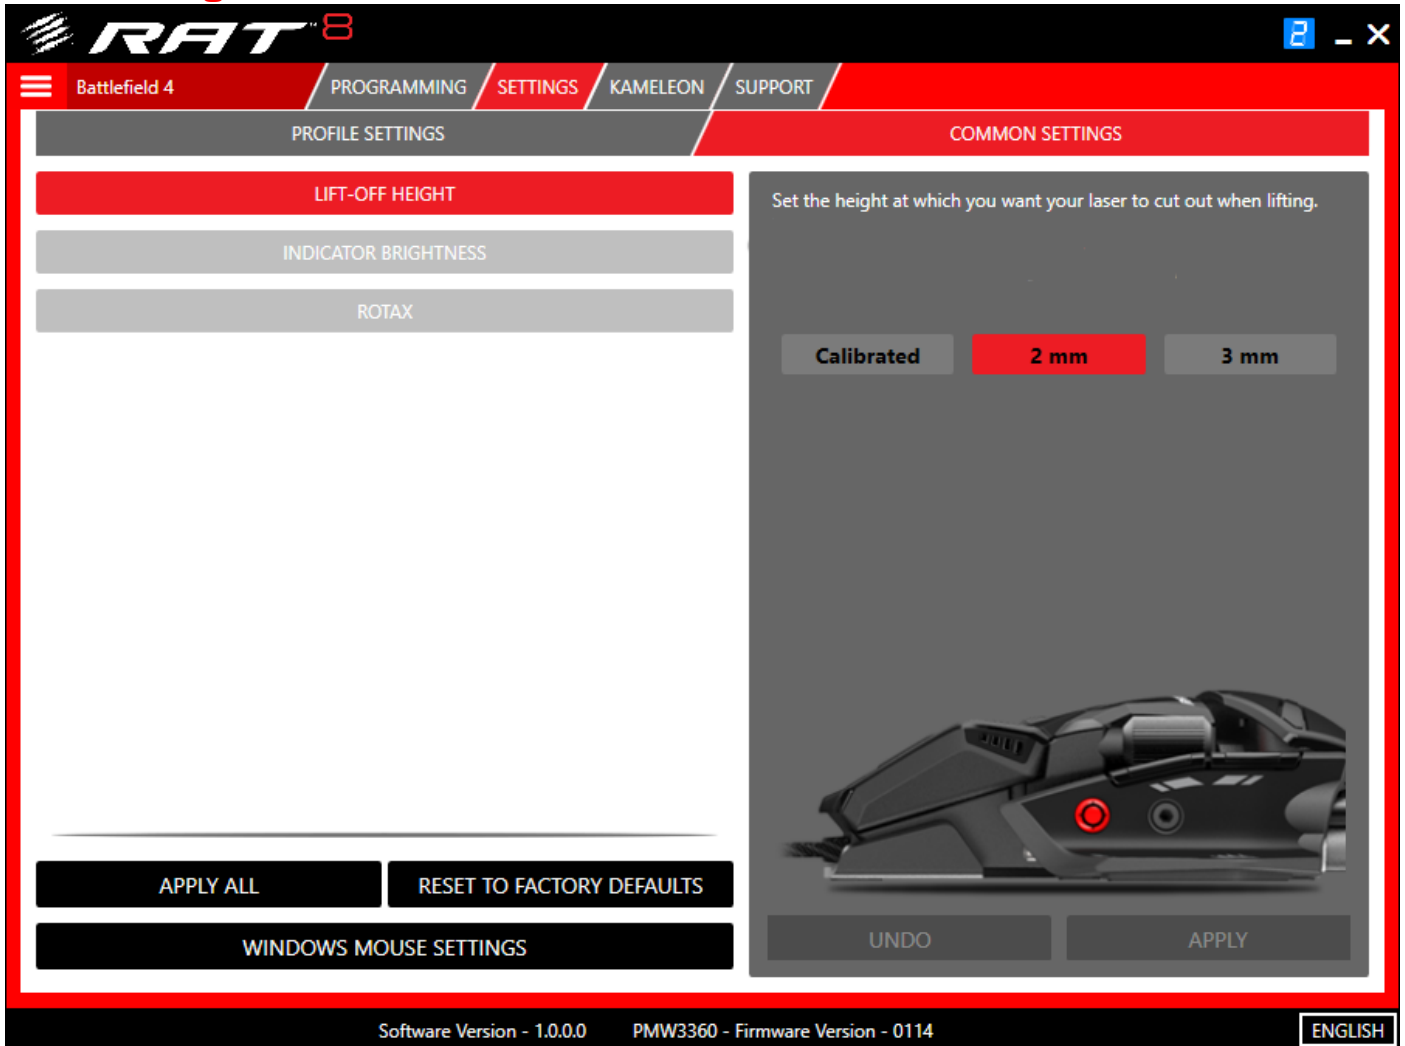 RAT™8
2
Battlefield 4
PROGRAMMING
SETTINGS
KAMELEON
SUPPORT
PROFILE SETTINGS
COMMON SETTINGS
LIFT-OFF HEIGHT
INDICATOR BRIGHTNESS
ROTAX
Set the height at which you want your laser to cut out when lifting.
Calibrated
2 mm
3 mm
APPLY ALL
RESET TO FACTORY DEFAULTS
WINDOWS MOUSE SETTINGS
UNDO
APPLY
Software Version - 1.0.0.0
PMW3360 - Firmware Version - 0114
ENGLISH